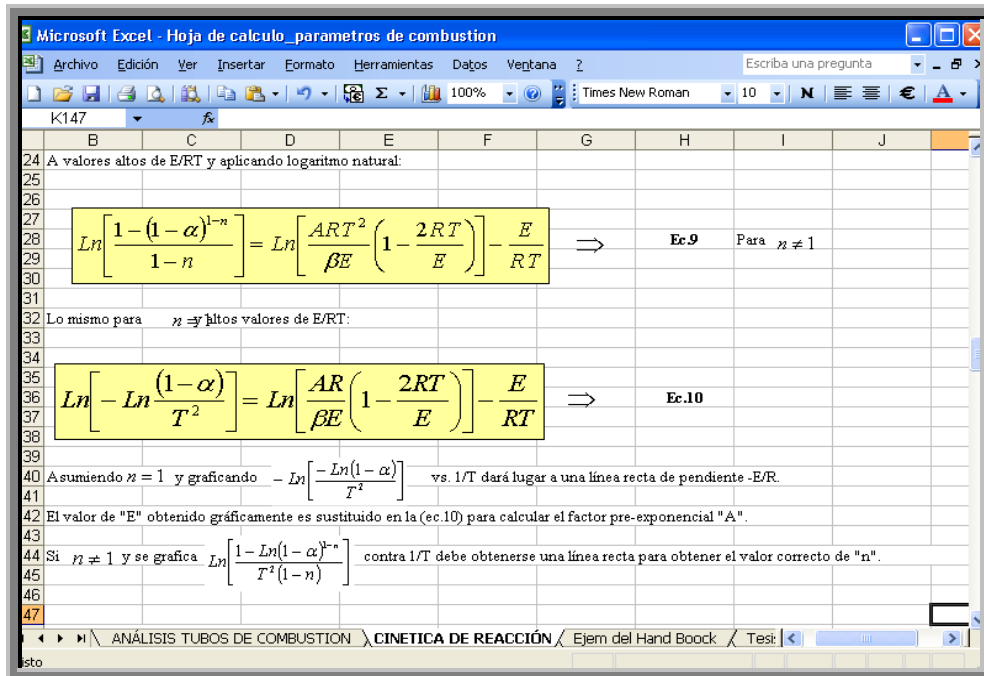 Microsoft Excel - Hoja de calculo_parametros de combustion
Archivo Edición Ver Insertar Formato Herramientas Datos Ventana ? Escriba una pregunta
100% Times New Roman 10 N € A
K147 fx
B C D E F G H I J
24 A valores altos de E/RT y aplicando logaritmo natural:
25
26
27
28 Ln[(1-(1-α)^(1-n))/(1-n)] = Ln[(ART^2)/(βE)(1-(2RT)/E)] - E/(RT) ⇒ Ec.9 Para n ≠ 1
29
30
31
32 Lo mismo para n = y altos valores de E/RT:
33
34
35
36 Ln[-Ln (1-α)/T^2] = Ln[(AR)/(βE)(1-(2RT)/E)] - E/(RT) ⇒ Ec.10
37
38
39
40 Asumiendo n = 1 y graficando - Ln[(-Ln(1-α))/T^2] vs. 1/T dará lugar a una línea recta de pendiente -E/R.
41
42 El valor de "E" obtenido gráficamente es sustituido en la (ec.10) para calcular el factor pre-exponencial "A".
43
44 Si n ≠ 1 y se grafica Ln[(1-Ln(1-α)^(1-n))/(T^2(1-n))] contra 1/T debe obtenerse una línea recta para obtener el valor correcto de "n".
45
46
47
ANÁLISIS TUBOS DE COMBUSTION CINETICA DE REACCIÓN Ejem del Hand Boock Tesi
isto